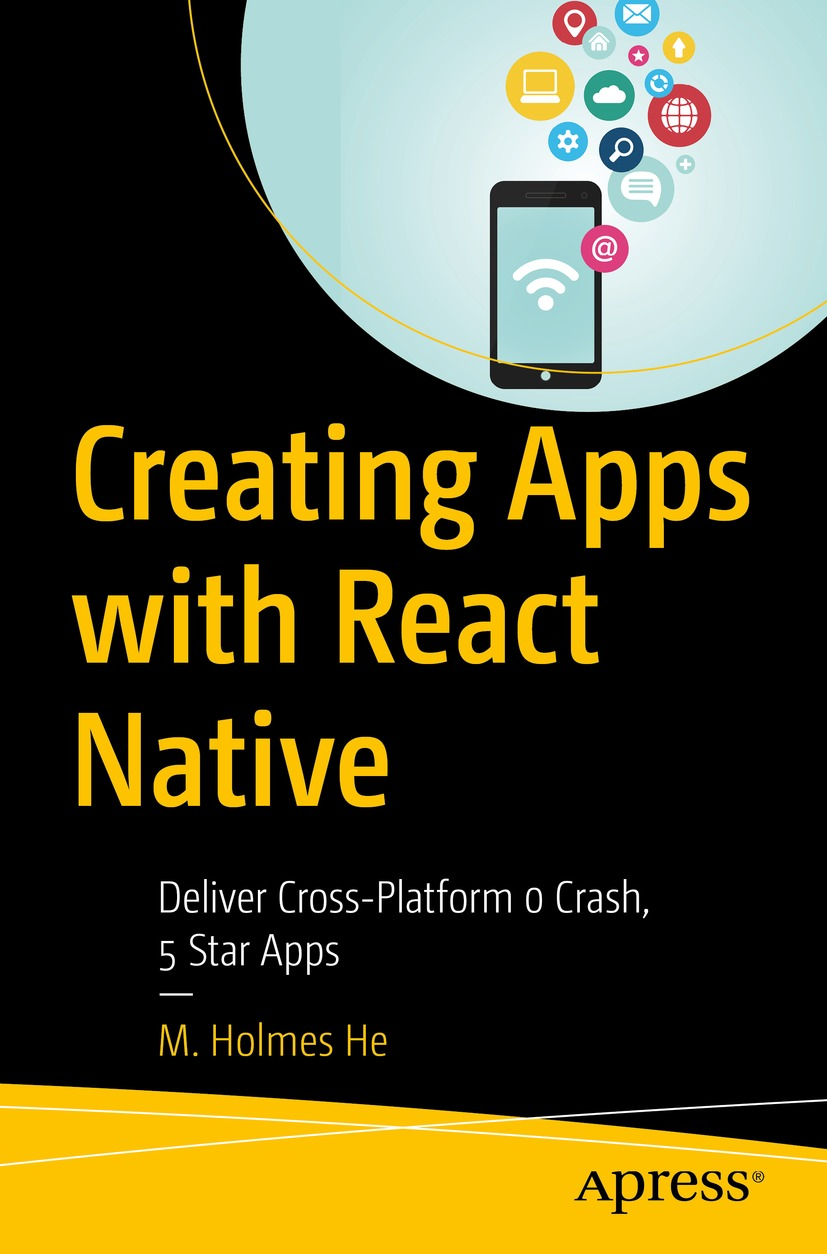 @
Creating Apps
with React
Native
Deliver Cross-Platform 0 Crash,
5 Star Apps
M. Holmes He
Apress®